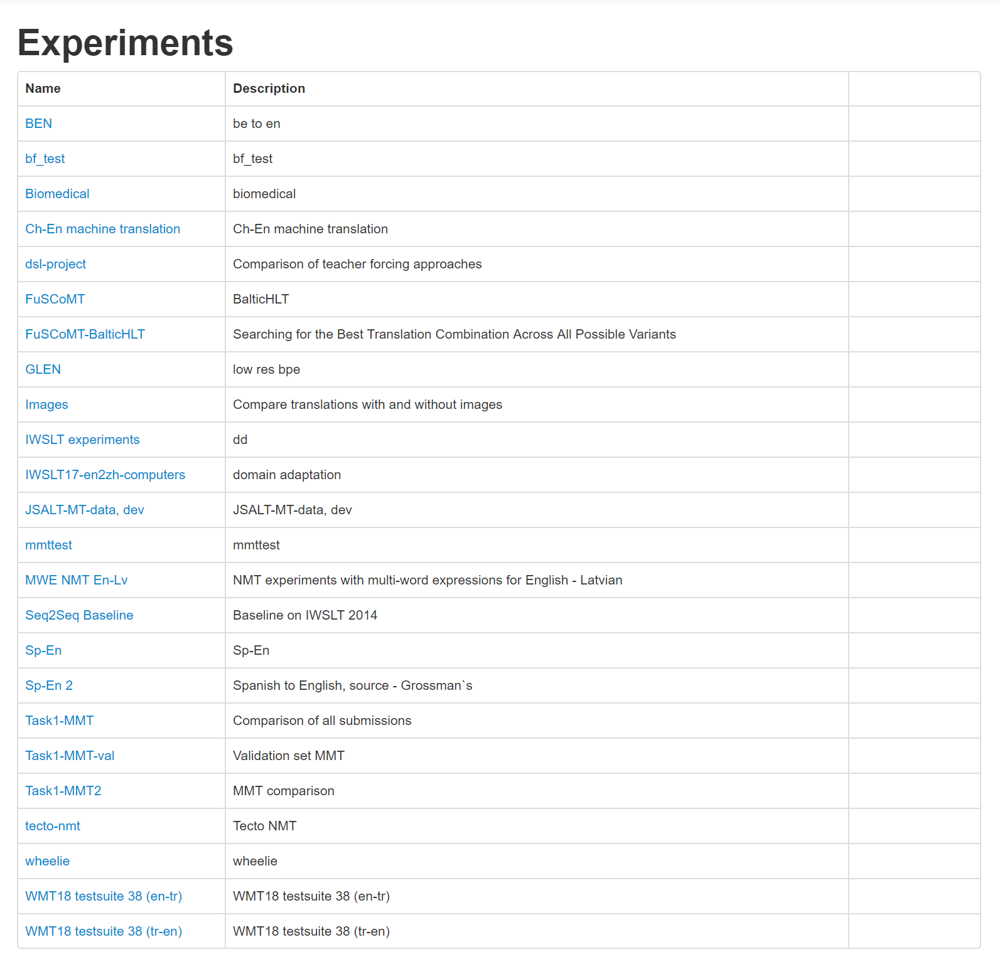 Experiments
Name Description
BEN be to en
bf_test bf_test
Biomedical biomedical
Ch-En machine translation Ch-En machine translation
dsl-project Comparison of teacher forcing approaches
FuSCoMT BalticHLT
FuSCoMT-BalticHLT Searching for the Best Translation Combination Across All Possible Variants
GLEN low res bpe
Images Compare translations with and without images
IWSLT experiments dd
IWSLT17-en2zh-computers domain adaptation
JSALT-MT-data, dev JSALT-MT-data, dev
mmttest mmttest
MWE NMT En-Lv NMT experiments with multi-word expressions for English - Latvian
Seq2Seq Baseline Baseline on IWSLT 2014
Sp-En Sp-En
Sp-En 2 Spanish to English, source - Grossman`s
Task1-MMT Comparison of all submissions
Task1-MMT-val Validation set MMT
Task1-MMT2 MMT comparison
tecto-nmt Tecto NMT
wheelie wheelie
WMT18 testsuite 38 (en-tr) WMT18 testsuite 38 (en-tr)
WMT18 testsuite 38 (tr-en) WMT18 testsuite 38 (tr-en)